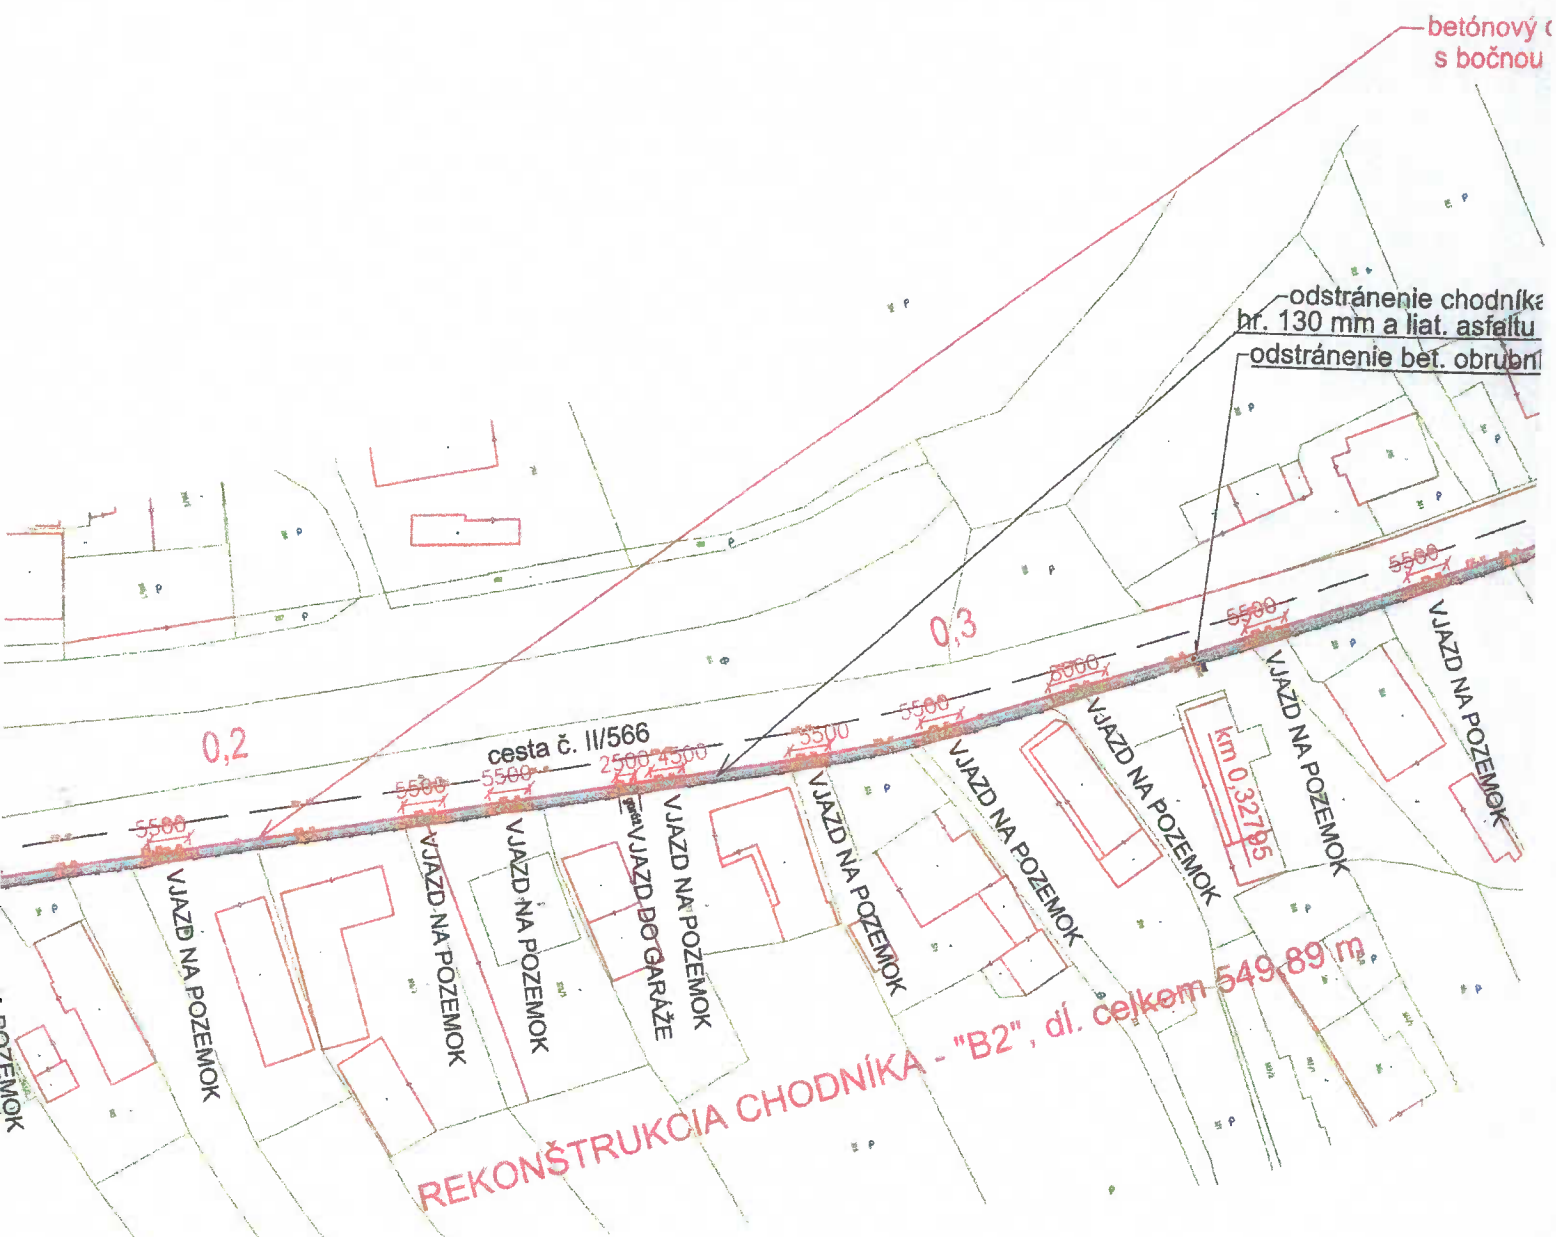 betónový
s bočnou
odstránenie chodníka
hr. 130 mm a liat. asfaltu
odstránenie bet. obrubní
0,3
0,2
cesta č. II/566
5500
5500
5500
2500
4500
5500
5500
8000
5500
5500
VJAZD NA POZEMOK
VJAZD NA POZEMOK
VJAZD NA POZEMOK
VJAZD DO GARÁŽE
VJAZD NA POZEMOK
VJAZD NA POZEMOK
VJAZD NA POZEMOK
VJAZD NA POZEMOK
VJAZD NA POZEMOK
VJAZD NA POZEMOK
POZEMOK
km 0,32795
REKONŠTRUKCIA CHODNÍKA - "B2", dĺ. celkom 549,89 m